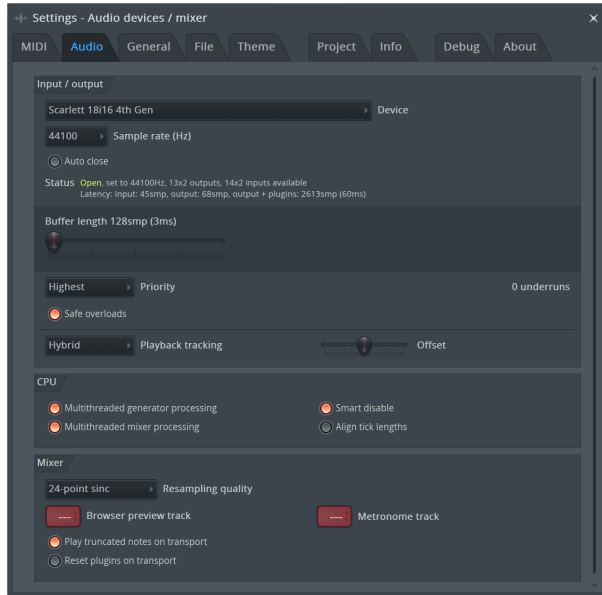 Settings - Audio devices / mixer
MIDI Audio General File Theme Project Info Debug About
Input / output
Scarlett 18i16 4th Gen Device
44100 Sample rate (Hz)
Auto close
Status Open, set to 44100Hz, 13x2 outputs, 14x2 inputs available
Latency: input: 45smp, output: 68smp, output + plugins: 2613smp (60ms)
Buffer length 128smp (3ms)
Highest Priority 0 underruns
Safe overloads
Hybrid Playback tracking Offset
CPU
Multithreaded generator processing Smart disable
Multithreaded mixer processing Align tick lengths
Mixer
24-point sinc Resampling quality
--- Browser preview track --- Metronome track
Play truncated notes on transport
Reset plugins on transport